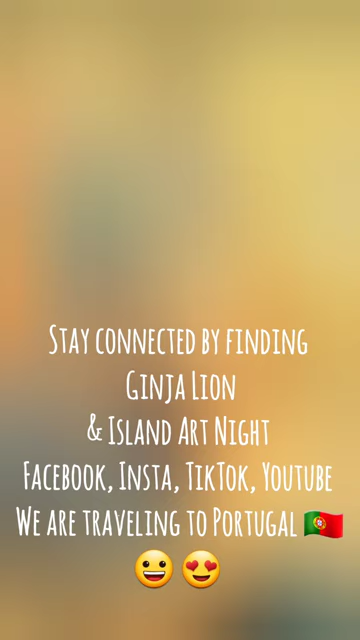 Stay connected by finding
Ginja Lion
& Island Art Night
Facebook, Insta, TikTok, Youtube
We are traveling to Portugal 🇵🇹
😀😍